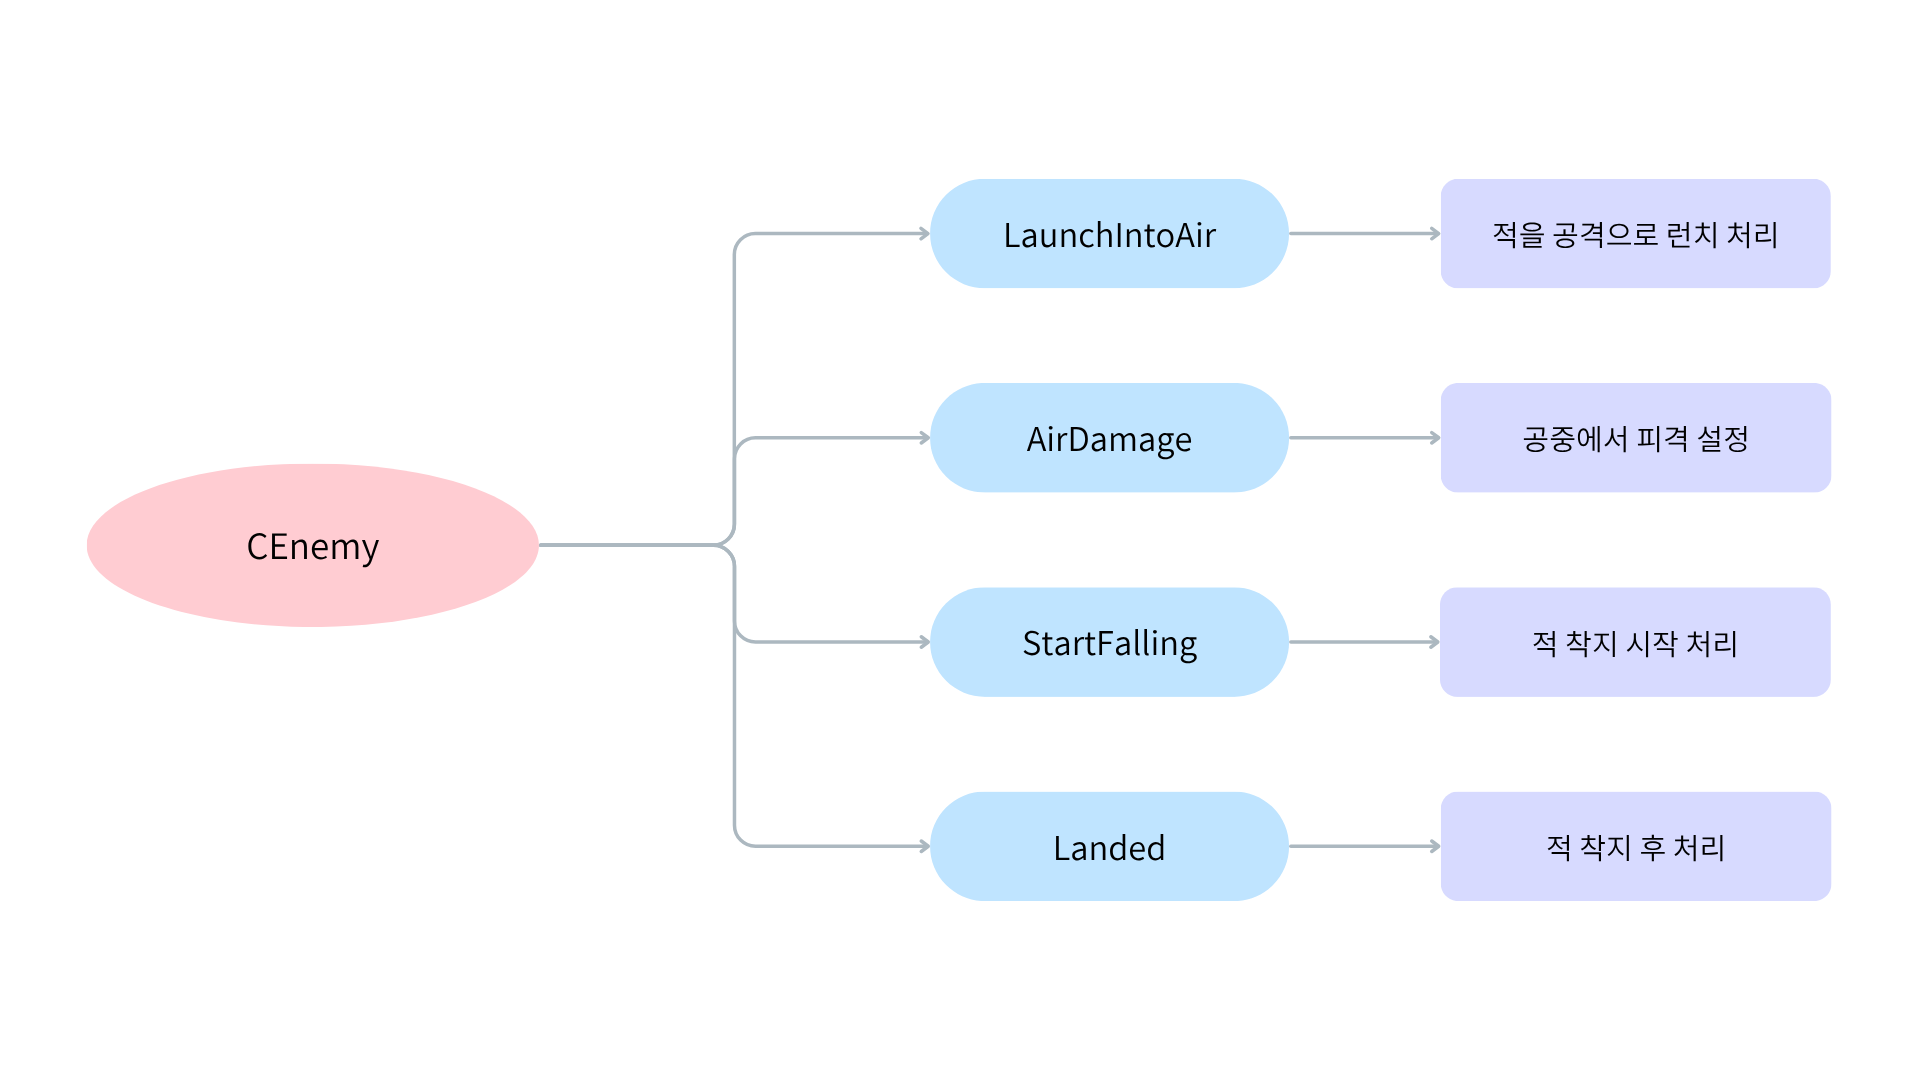 CEnemy
LaunchIntoAir
적을 공격으로 런치 처리
AirDamage
공중에서 피격 설정
StartFalling
적 착지 시작 처리
Landed
적 착지 후 처리